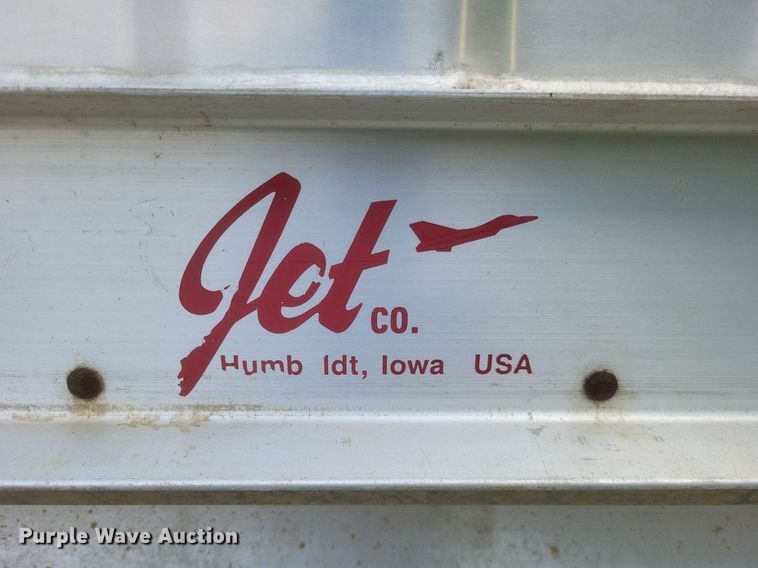 Jet
CO.
Humb ldt, Iowa USA
Purple Wave Auction